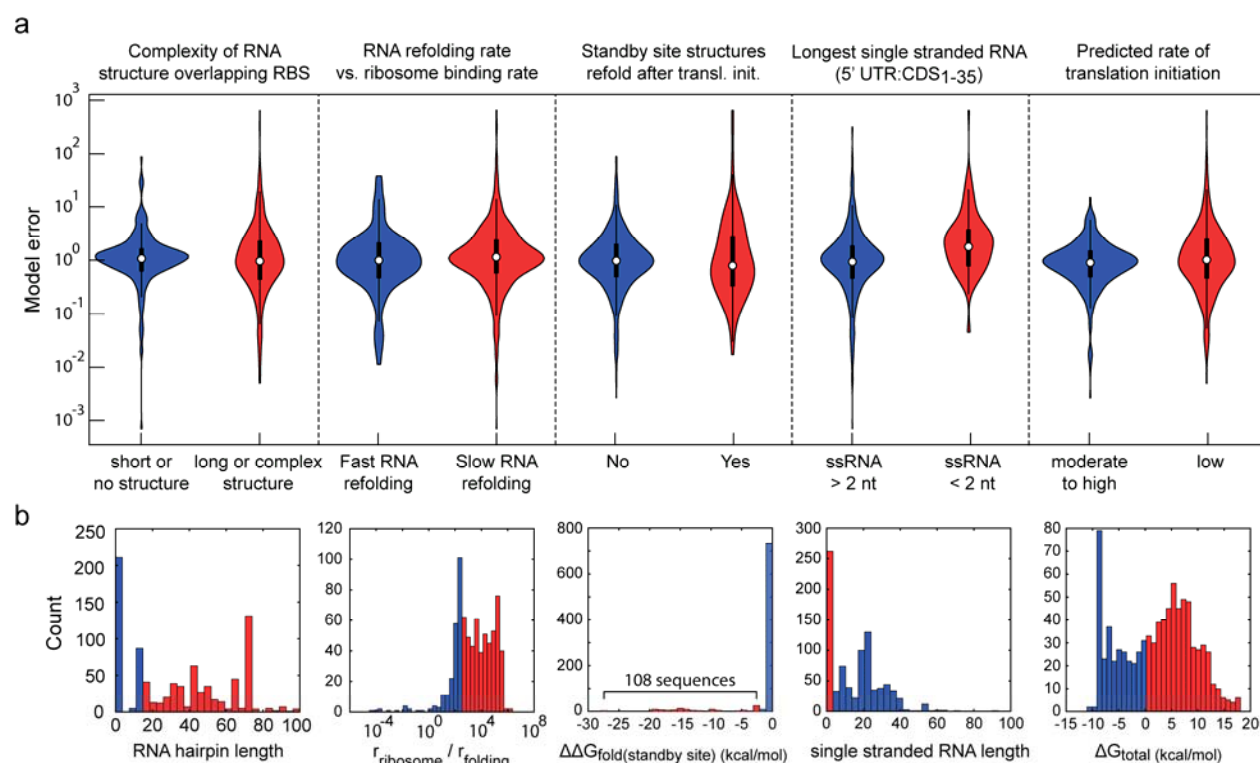 a
Complexity of RNA
structure overlapping RBS
RNA refolding rate
vs. ribosome binding rate
Standby site structures
refold after transl. init.
Longest single stranded RNA
(5' UTR:CDS1-35)
Predicted rate of
translation initiation
Model error
10^3
10^2
10^1
10^0
10^-1
10^-2
10^-3
short or
no structure
long or complex
structure
Fast RNA
refolding
Slow RNA
refolding
No
Yes
ssRNA
> 2 nt
ssRNA
< 2 nt
moderate
to high
low
b
Count
250
200
150
100
50
0
0 20 40 60 80 100
RNA hairpin length
120
100
80
60
40
20
0
10^-4 10^0 10^4 10^8
r_ribosome / r_folding
800
600
400
200
0
108 sequences
-30 -25 -20 -15 -10 -5 0
ΔΔG_fold(standby site) (kcal/mol)
300
250
200
150
100
50
0
0 20 40 60 80 100
single stranded RNA length
80
70
60
50
40
30
20
10
0
-15 -10 -5 0 5 10 15 20
ΔG_total (kcal/mol)